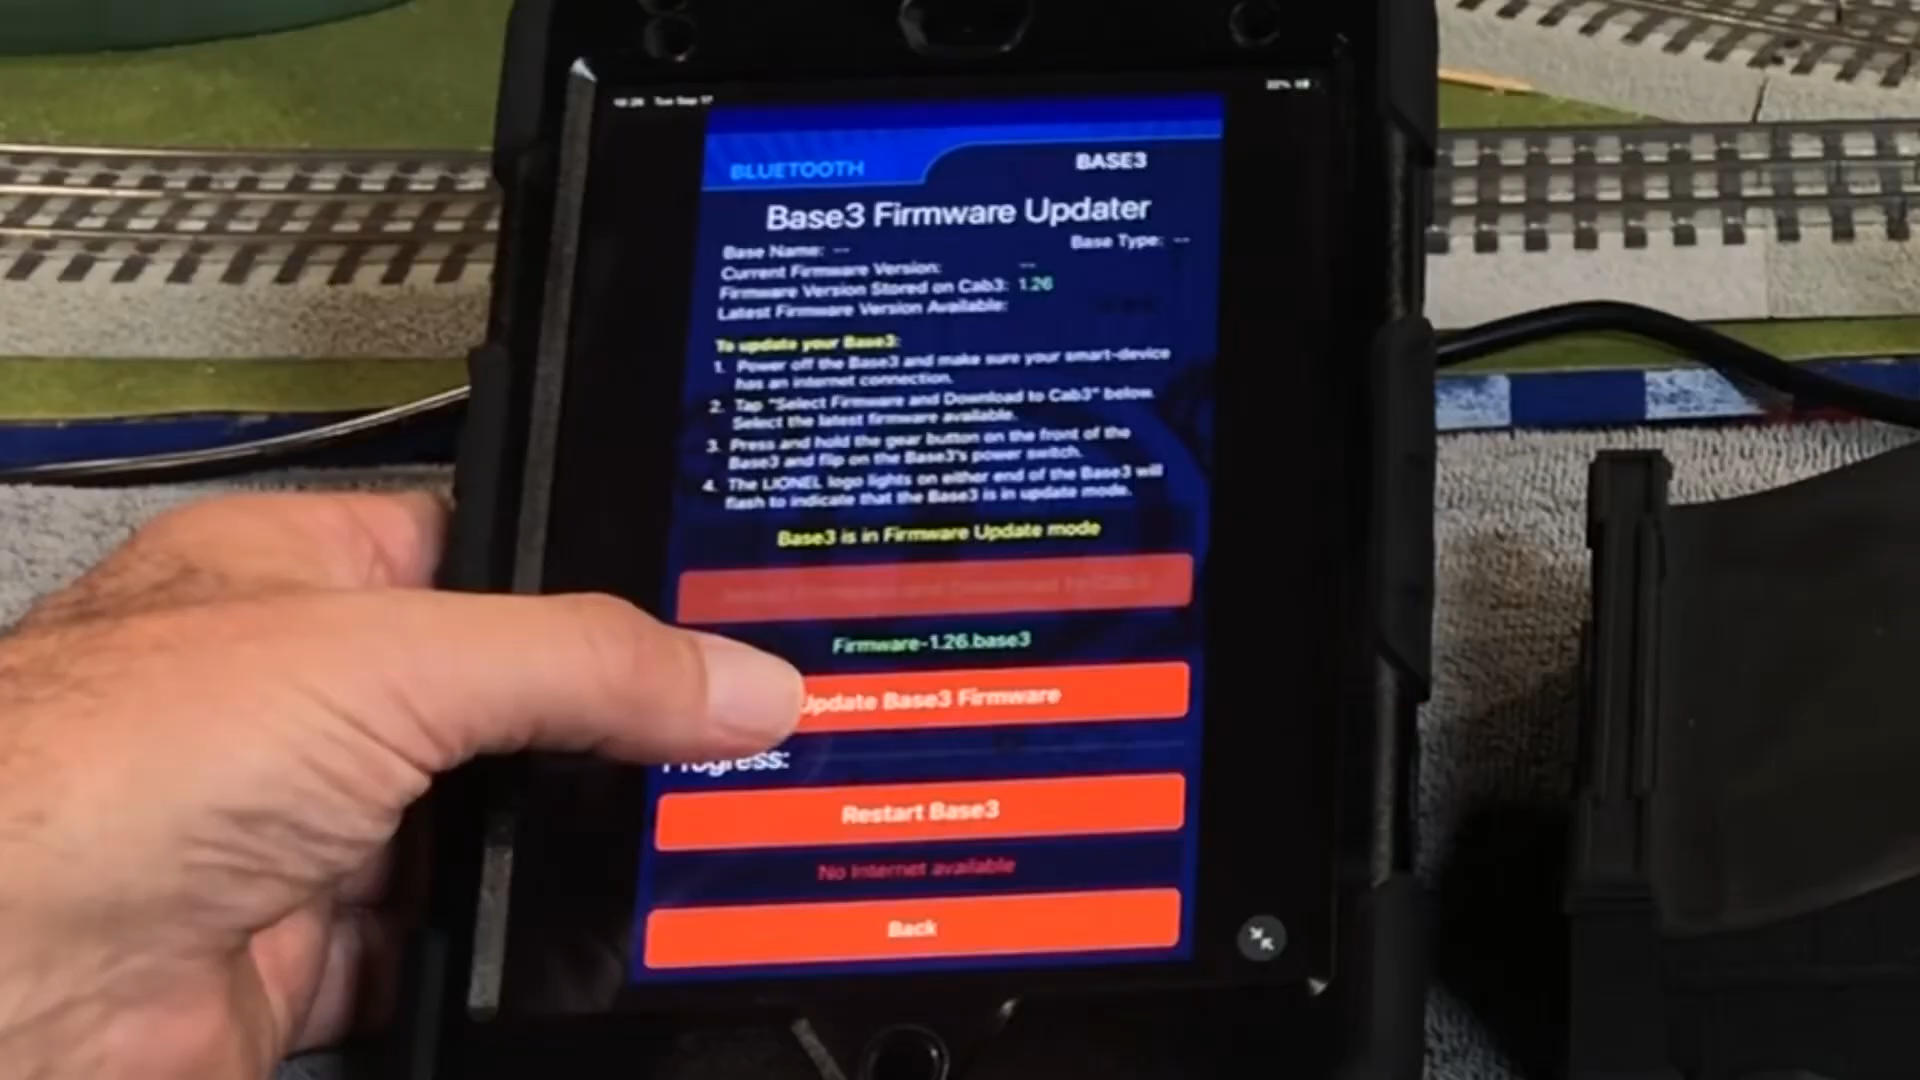 Tue Sep 17
22%
BLUETOOTH
BASE3
Base3 Firmware Updater
Base Name: --
Base Type: --
Current Firmware Version: --
Firmware Version Stored on Cab3: 1.26
Latest Firmware Version Available:
To update your Base3:
1. Power off the Base3 and make sure your smart-device
has an internet connection.
2. Tap "Select Firmware and Download to Cab3" below.
Select the latest firmware available.
3. Press and hold the gear button on the front of the
Base3 and flip on the Base3's power switch.
4. The LIONEL logo lights on either end of the Base3 will
flash to indicate that the Base3 is in update mode.
Base3 is in Firmware Update mode
Firmware-1.26.base3
Update Base3 Firmware
Progress:
Restart Base3
No Internet available
Back